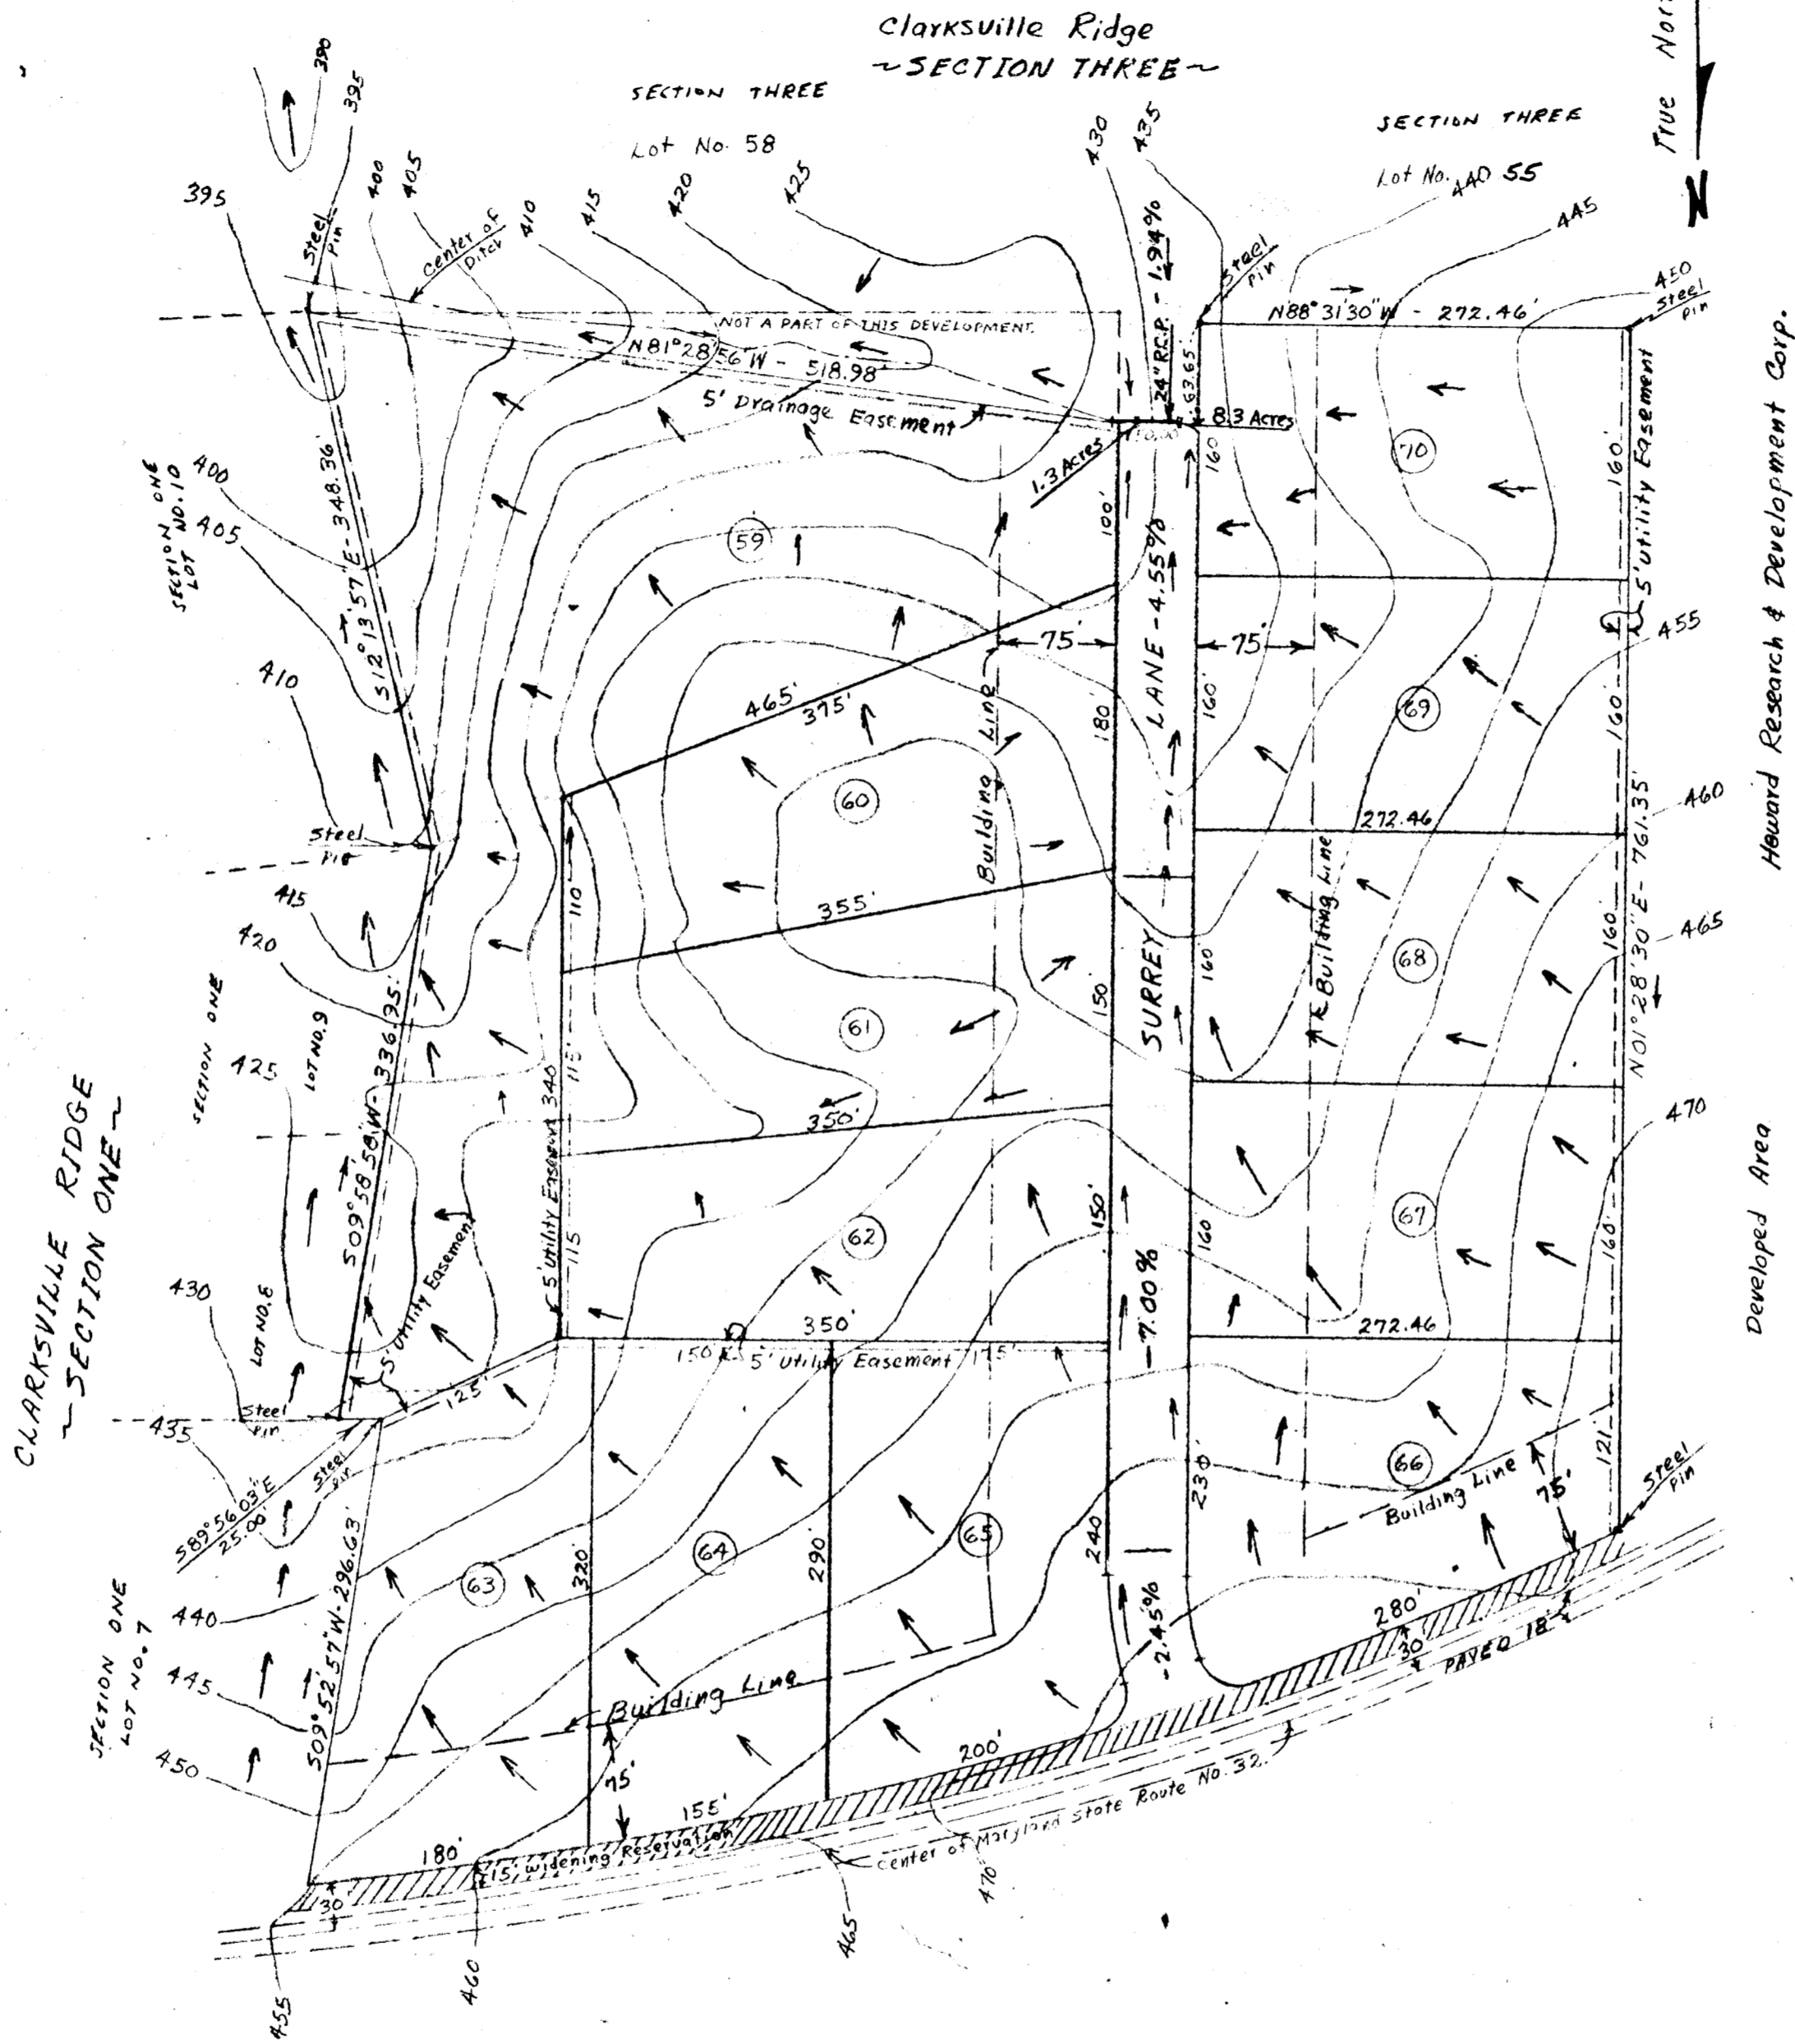 Clarksville Ridge
~SECTION THREE~
SECTION THREE
Lot No. 58
SECTION THREE
Lot No. 55
440
True
N
390
395
395
400
405
410
415
420
425
430
435
445
450
Steel
Pin
Steel
Pin
Steel
Pin
Center of
Ditch
NOT A PART OF THIS DEVELOPMENT
N81°28'56"W - 518.98'
5' Drainage Easement
24" R.C.P. - 1.94%
63.65'
N88°31'30"W - 272.46'
8.3 Acres
1.3 Acres
160
100'
70
160'
5' Utility Easement
5' Utility Easement
Howard Research & Development Corp.
SECTION ONE
LOT NO. 10
400
405
410
S12°13'57"E - 348.36'
59
465'
375'
75'
75'
LANE - 4.55%
180'
160'
69
160'
455
460
60
Building Line
Steel
Pin
272.46
415
420
425
SECTION ONE
LOT NO. 9
S09°58'58"W - 336.95'
110'
355'
61
150'
SURREY
160
Building Line
68
160'
N01°28'30"E - 761.35'
465
470
115'
5' Utility Easement 340
350'
CLARKSVILLE RIDGE
~SECTION ONE~
115
62
150'
-7.00%
160
67
160'
Developed Area
430
LOT NO. 8
5' Utility Easement
5'
350'
272.46
150
5' Utility Easement
175'
125'
Steel
Pin
435
S89°56'03"E
25.00'
Steel
Pin
66
Building Line
75'
121
Steel
Pin
230'
240
63
320'
64
290'
65
-2.45%
SECTION ONE
LOT NO. 7
440
445
450
S09°52'57"W - 296.63'
Building Line
75'
280'
30'
PAVED 18'
200'
155'
180'
15' Widening Reservation
30'
Center of Maryland State Route No. 32
455
460
465
470